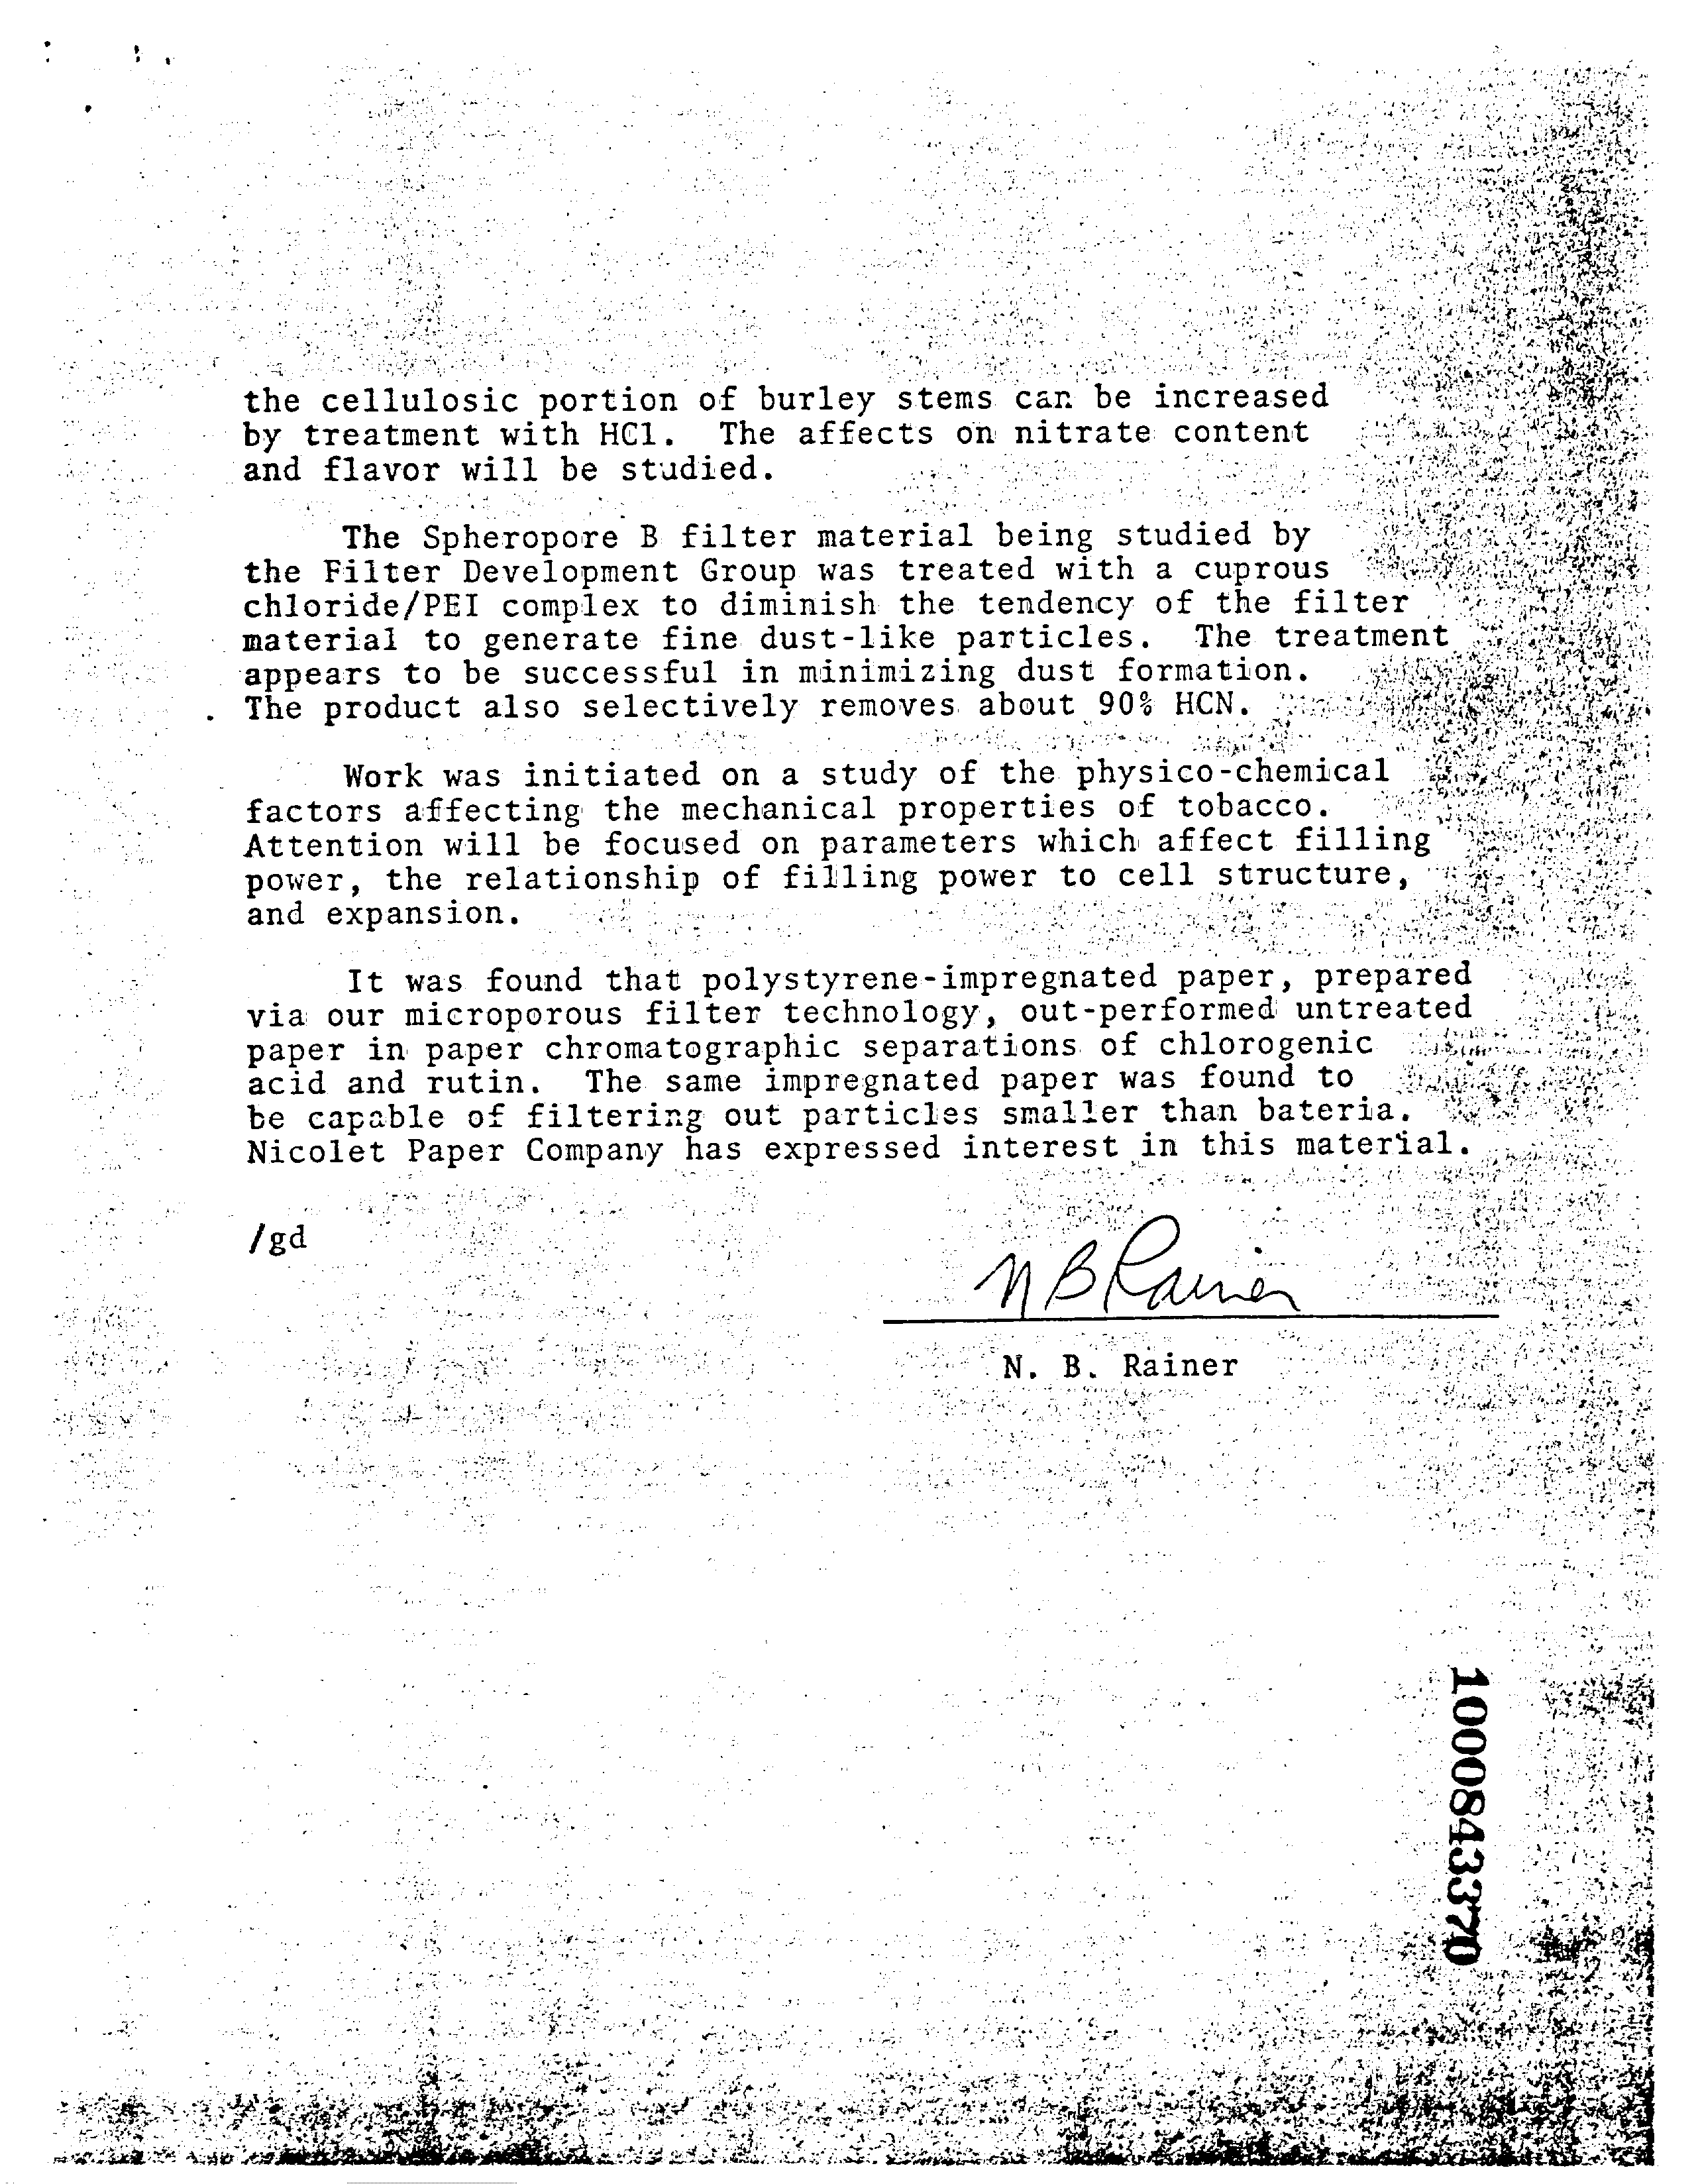 the cellulosic portion of burley stems can be increased
by treatment with HCl. The affects on nitrate content
and flavor will be studied.
The Spheropore B filter material being studied by
the Filter Development Group was treated with a cuprous
chloride/PEI complex to diminish the tendency of the filter
material to generate fine dust-like particles. The treatment
appears to be successful in minimizing dust formation.
The product also selectively removes about 90% HCN.
Work was initiated on a study of the physico-chemical
factors affecting the mechanical properties of tobacco.
Attention will be focused on parameters which affect filling
power, the relationship of filling power to cell structure,
and expansion.
It was found that polystyrene-impregnated paper, prepared
via our microporous filter technology, out-performed untreated
paper in paper chromatographic separations of chlorogenic
acid and rutin. The same impregnated paper was found to
be capable of filtering out particles smaller than bateria.
Nicolet Paper Company has expressed interest in this material.
/gd
N B Rainer
N. B. Rainer
1000843370